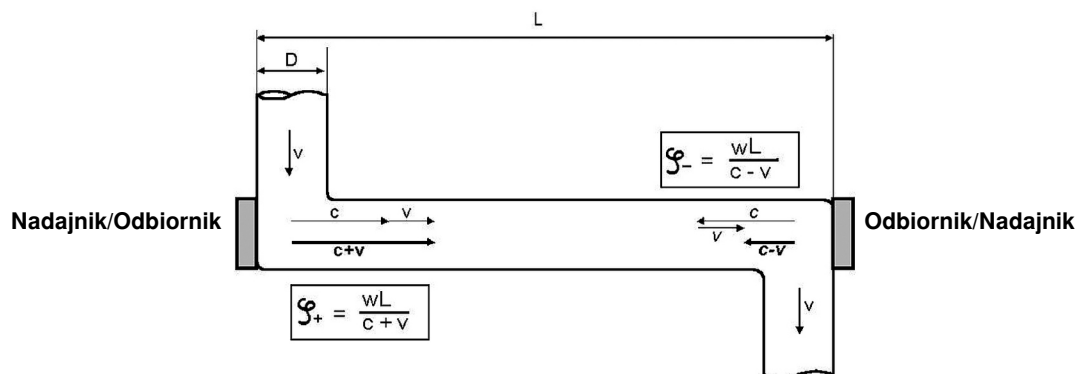 L
D
v
𝒮₋ = wL / c - v
Nadajnik/Odbiornik
c v
c+v
c
v
c-v
Odbiornik/Nadajnik
𝒮₊ = wL / c + v
v